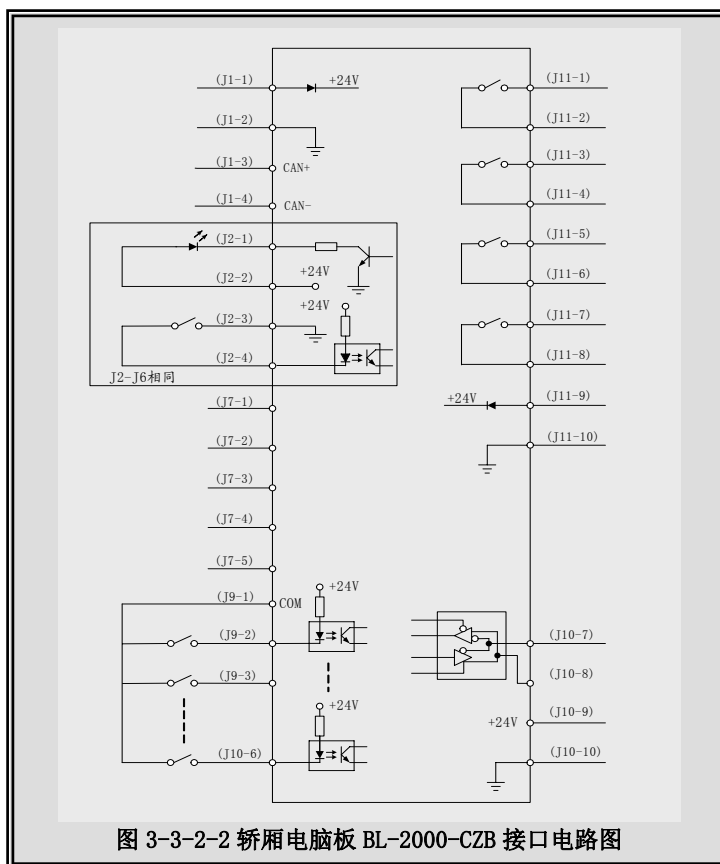 (J1-1)
+24V
(J1-2)
(J1-3)
CAN+
(J1-4)
CAN-
(J2-1)
(J2-2)
+24V
+24V
(J2-3)
(J2-4)
J2-J6相同
(J7-1)
(J7-2)
(J7-3)
(J7-4)
(J7-5)
(J9-1)
COM
+24V
(J9-2)
(J9-3)
+24V
(J10-6)
(J11-1)
(J11-2)
(J11-3)
(J11-4)
(J11-5)
(J11-6)
(J11-7)
(J11-8)
+24V
(J11-9)
(J11-10)
(J10-7)
(J10-8)
+24V
(J10-9)
(J10-10)
图 3-3-2-2 轿厢电脑板 BL-2000-CZB 接口电路图